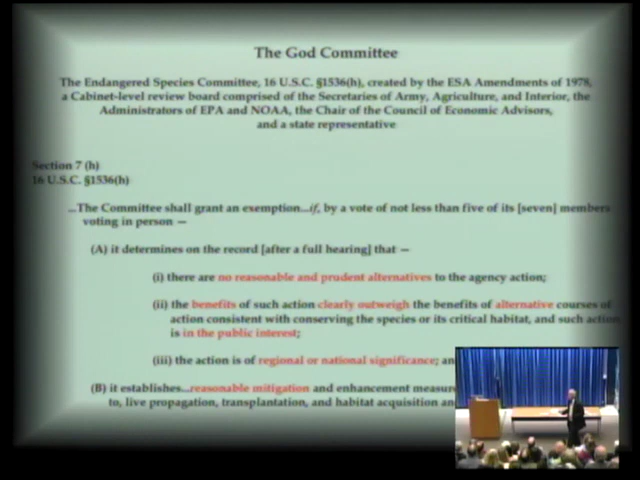 The God Committee
The Endangered Species Committee, 16 U.S.C. §1536(h), created by the ESA Amendments of 1978,
a Cabinet-level review board comprised of the Secretaries of Army, Agriculture, and Interior, the
Administrators of EPA and NOAA, the Chair of the Council of Economic Advisors,
and a state representative
Section 7 (h)
16 U.S.C. §1536(h)
...The Committee shall grant an exemption...if, by a vote of not less than five of its [seven] members
voting in person —
(A) it determines on the record [after a full hearing] that —
(i) there are no reasonable and prudent alternatives to the agency action;
(ii) the benefits of such action clearly outweigh the benefits of alternative courses of
action consistent with conserving the species or its critical habitat, and such action
is in the public interest;
(iii) the action is of regional or national significance; an
(B) it establishes...reasonable mitigation and enhancement measure
to, live propagation, transplantation, and habitat acquisition an